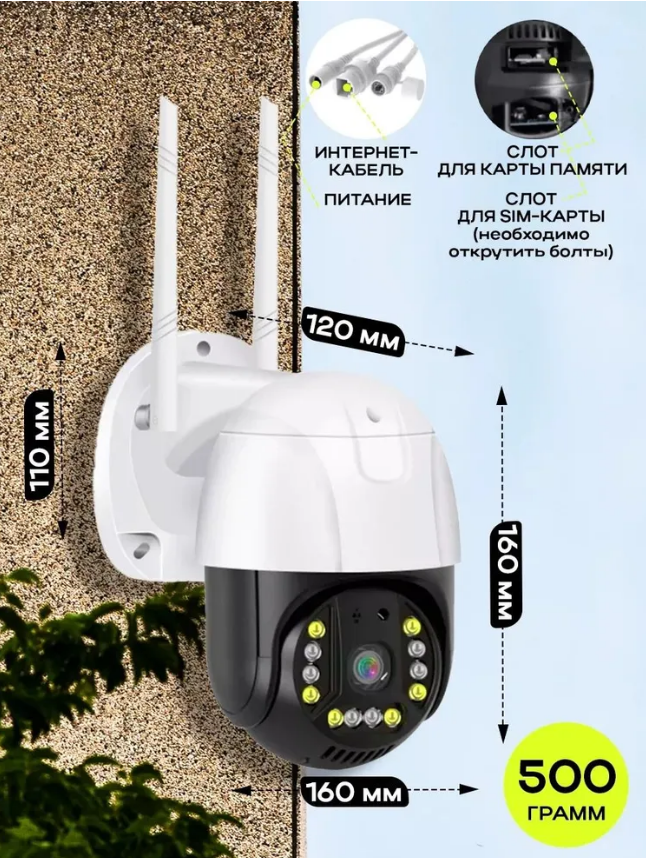 ИНТЕРНЕТ-
КАБЕЛЬ
ПИТАНИЕ
СЛОТ
ДЛЯ КАРТЫ ПАМЯТИ
СЛОТ
ДЛЯ SIM-КАРТЫ
(необходимо
открутить болты)
120 мм
110 мм
160 мм
160 мм
500
ГРАММ